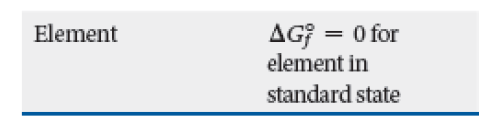 Element ΔG°f = 0 for
element in
standard state